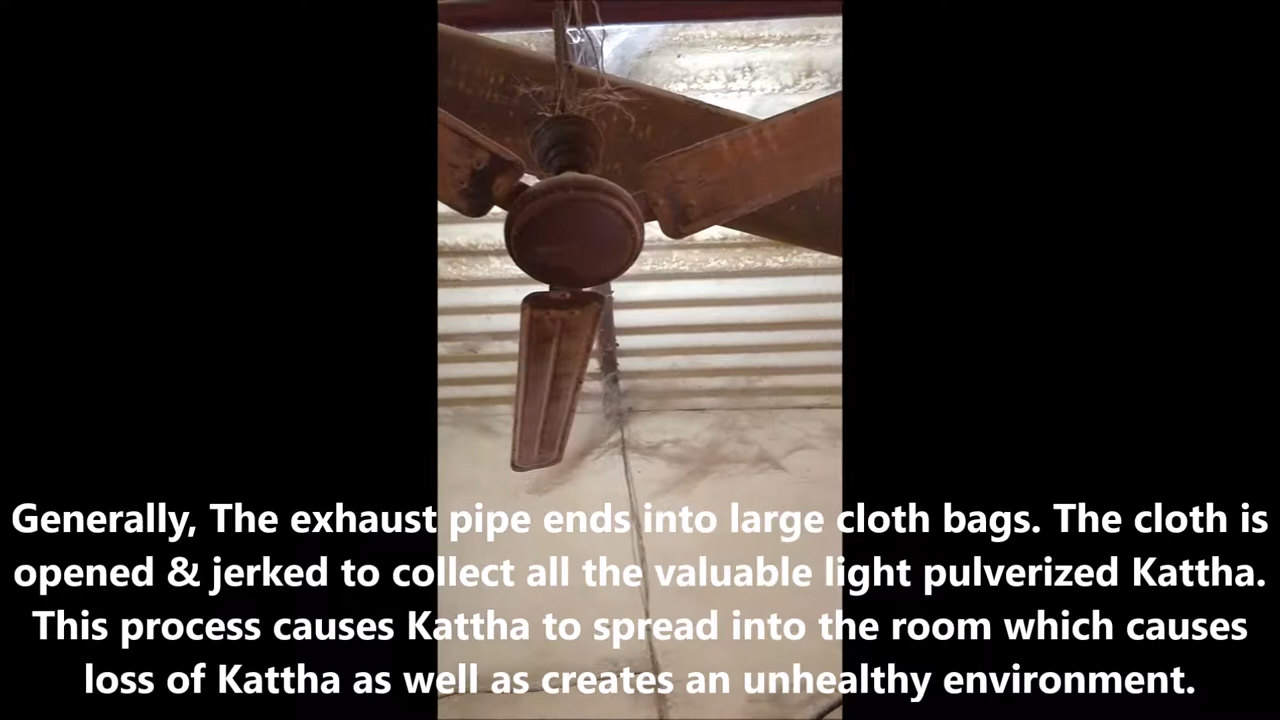 Generally, The exhaust pipe ends into large cloth bags. The cloth is
opened & jerked to collect all the valuable light pulverized Kattha.
This process causes Kattha to spread into the room which causes
loss of Kattha as well as creates an unhealthy environment.